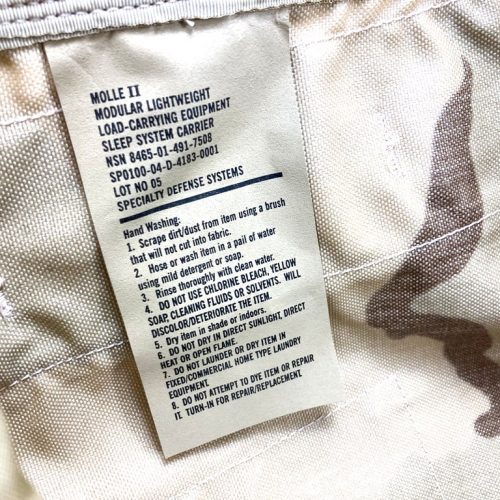 MOLLE II
MODULAR LIGHTWEIGHT
LOAD-CARRYING EQUIPMENT
SLEEP SYSTEM CARRIER
NSN 8465-01-491-7508
SP0100-04-D-4183-0001
LOT NO 05
SPECIALTY DEFENSE SYSTEMS
Hand Washing:
1. Scrape dirt/dust from item using a brush
that will not cut into fabric.
2. Hose or wash item in a pail of water
using mild detergent or soap.
3. Rinse thoroughly with clean water.
4. DO NOT USE CHLORINE BLEACH, YELLOW
SOAP, CLEANING FLUIDS OR SOLVENTS. WILL
DISCOLOR/DETERIORATE THE ITEM.
5. Dry item in shade or indoors.
6. DO NOT DRY IN DIRECT SUNLIGHT, DIRECT
HEAT OR OPEN FLAME.
7. DO NOT LAUNDER OR DRY ITEM IN
FIXED/COMMERCIAL HOME TYPE LAUNDRY
EQUIPMENT.
8. DO NOT ATTEMPT TO DYE ITEM OR REPAIR
IT. TURN-IN FOR REPAIR/REPLACEMENT.